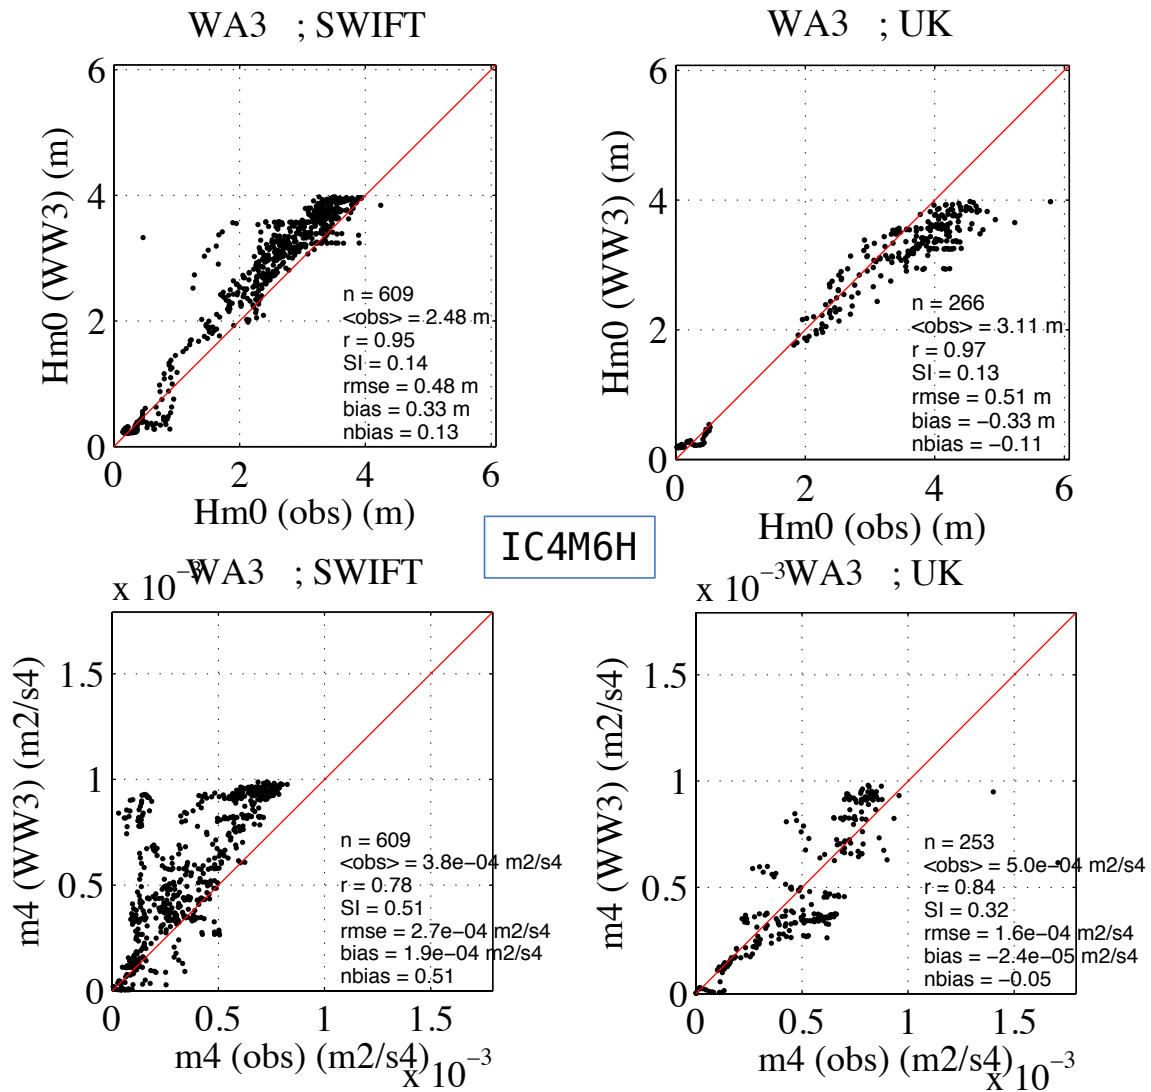 WA3 ; SWIFT
6
4
2
0
0 2 4 6
Hm0 (WW3) (m)
Hm0 (obs) (m)
n = 609
<obs> = 2.48 m
r = 0.95
SI = 0.14
rmse = 0.48 m
bias = 0.33 m
nbias = 0.13
WA3 ; UK
6
4
2
0
0 2 4 6
Hm0 (WW3) (m)
Hm0 (obs) (m)
n = 266
<obs> = 3.11 m
r = 0.97
SI = 0.13
rmse = 0.51 m
bias = −0.33 m
nbias = −0.11
IC4M6H
x 10⁻³
WA3 ; SWIFT
1.5
1
0.5
0
0 0.5 1 1.5
m4 (WW3) (m2/s4)
m4 (obs) (m2/s4)
x 10⁻³
n = 609
<obs> = 3.8e−04 m2/s4
r = 0.78
SI = 0.51
rmse = 2.7e−04 m2/s4
bias = 1.9e−04 m2/s4
nbias = 0.51
x 10⁻³
WA3 ; UK
1.5
1
0.5
0
0 0.5 1 1.5
m4 (WW3) (m2/s4)
m4 (obs) (m2/s4)
x 10⁻³
n = 253
<obs> = 5.0e−04 m2/s4
r = 0.84
SI = 0.32
rmse = 1.6e−04 m2/s4
bias = −2.4e−05 m2/s4
nbias = −0.05